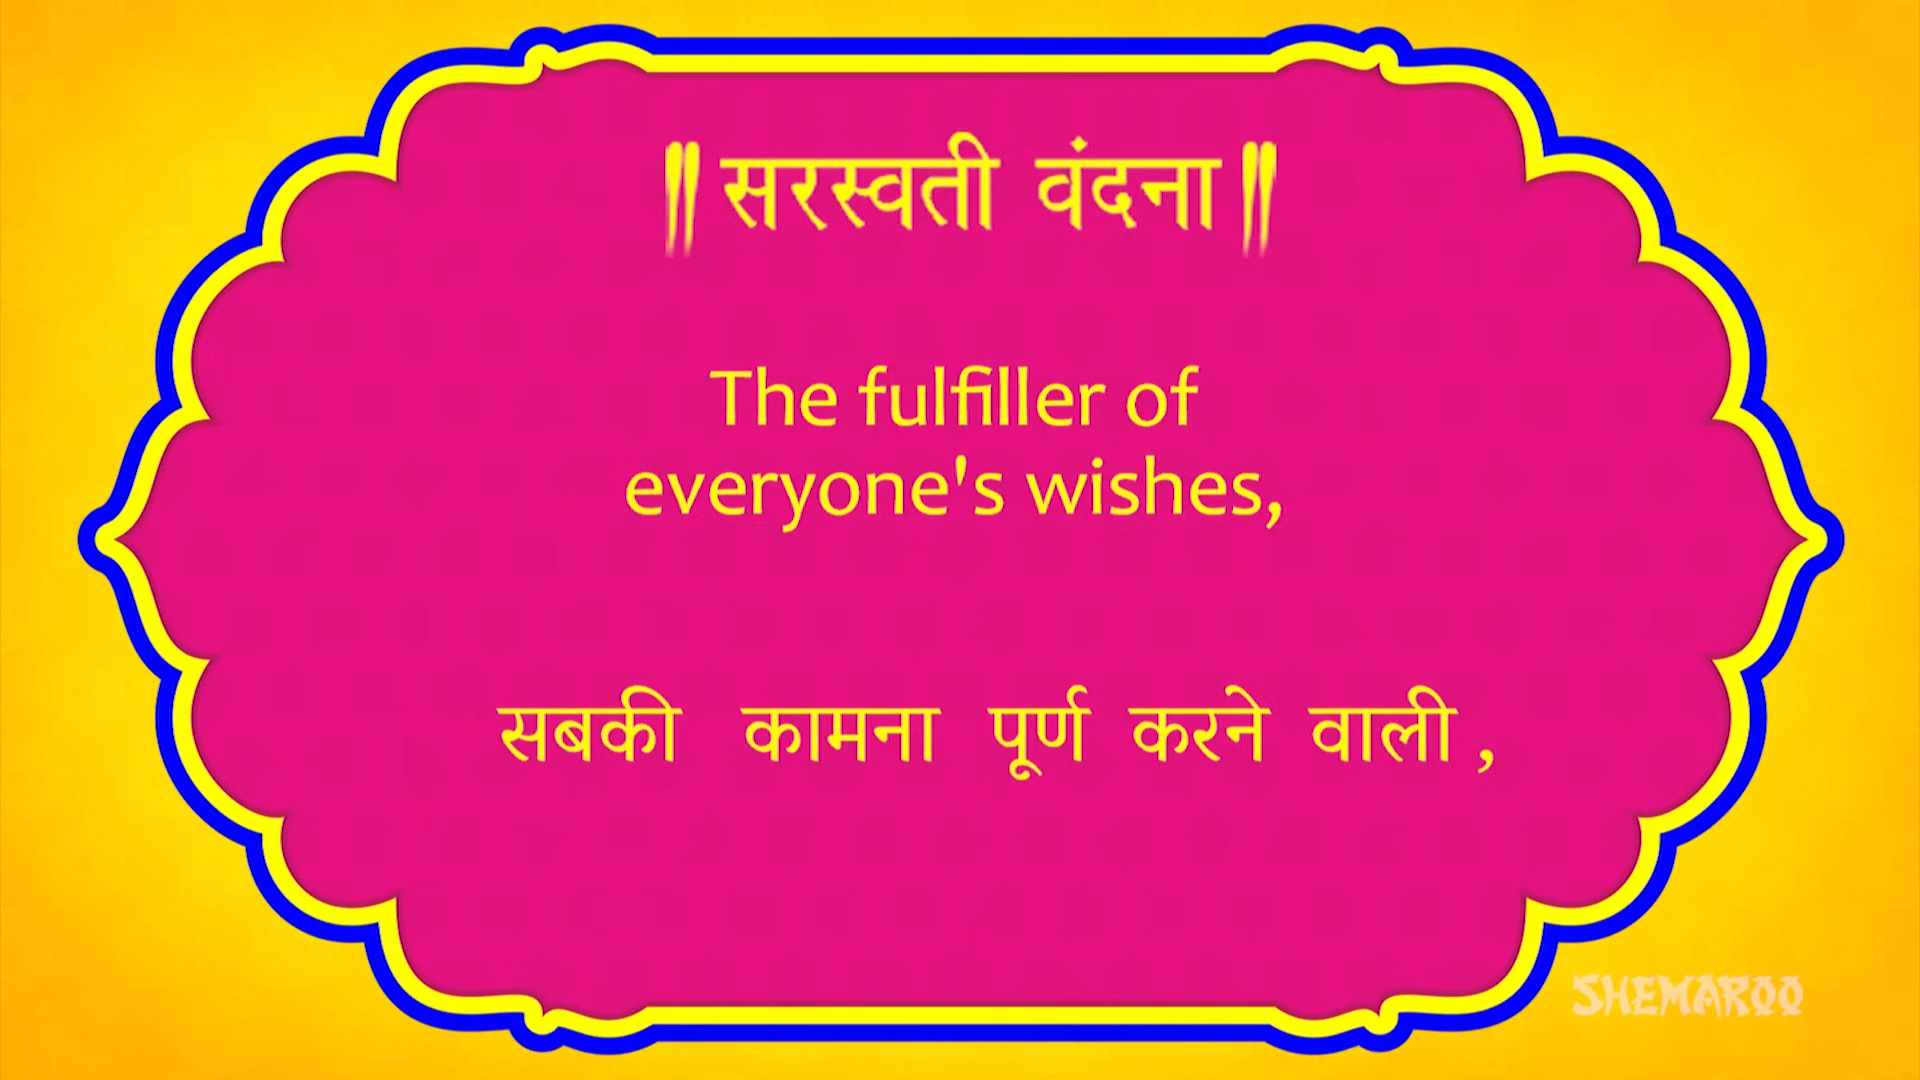 ॥ सरस्वती वंदना ॥
The fulfiller of
everyone's wishes,
सबकी कामना पूर्ण करने वाली ,
SHEMAROO